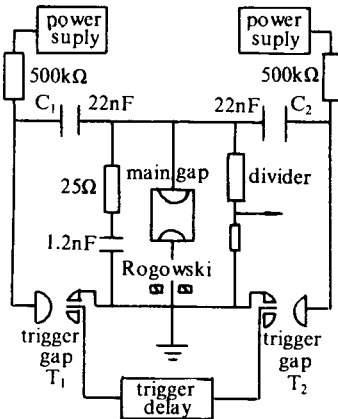 power
suply
power
suply
500kΩ
500kΩ
C1
22nF
22nF
C2
25Ω
main gap
divider
1.2nF
Rogowski
trigger
gap
T1
trigger
gap
T2
trigger
delay